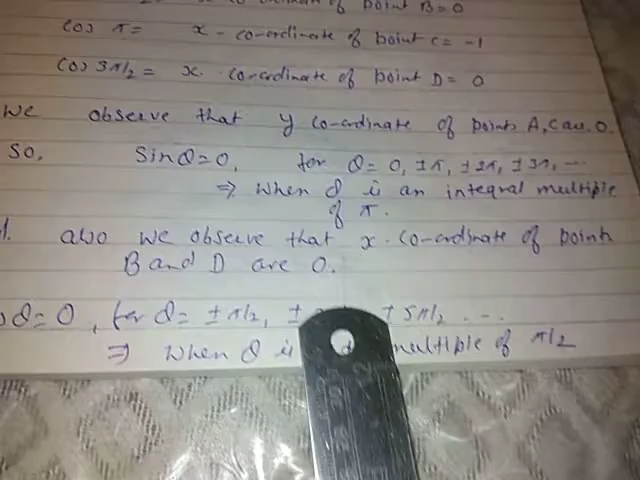 of point B=0
Cos π= x-co-ordinate of point C= -1
Cos 3π/2= x. co-ordinate of point D= 0
We observe that y co-ordinate of points A, C are 0.
So, Sinθ=0, for θ= 0, ±π, ±2π, ±3π, ...
⇒ when θ is an integral multiple
of π.
also we observe that x-co-ordinate of points
B and D are 0.
θ=0, for θ= ±π/2, ± ±5π/2 ...
⇒ when θ is multiple of π/2